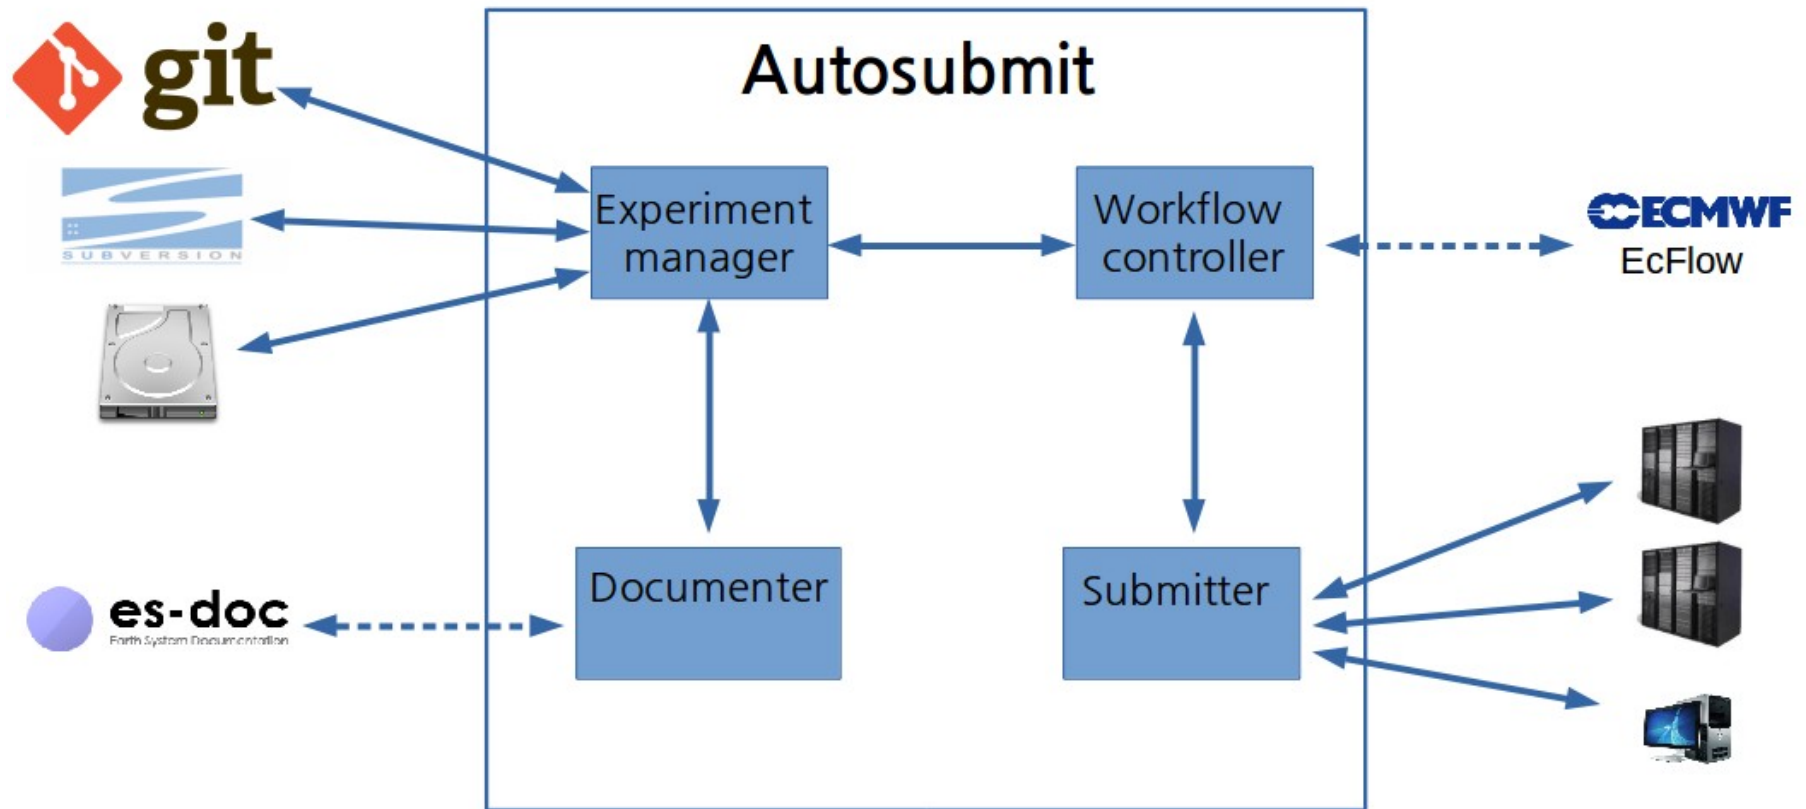 git
Autosubmit
SUBVERSION
Experiment
manager
Workflow
controller
ECMWF
EcFlow
es-doc
Earth System Documentation
Documenter
Submitter